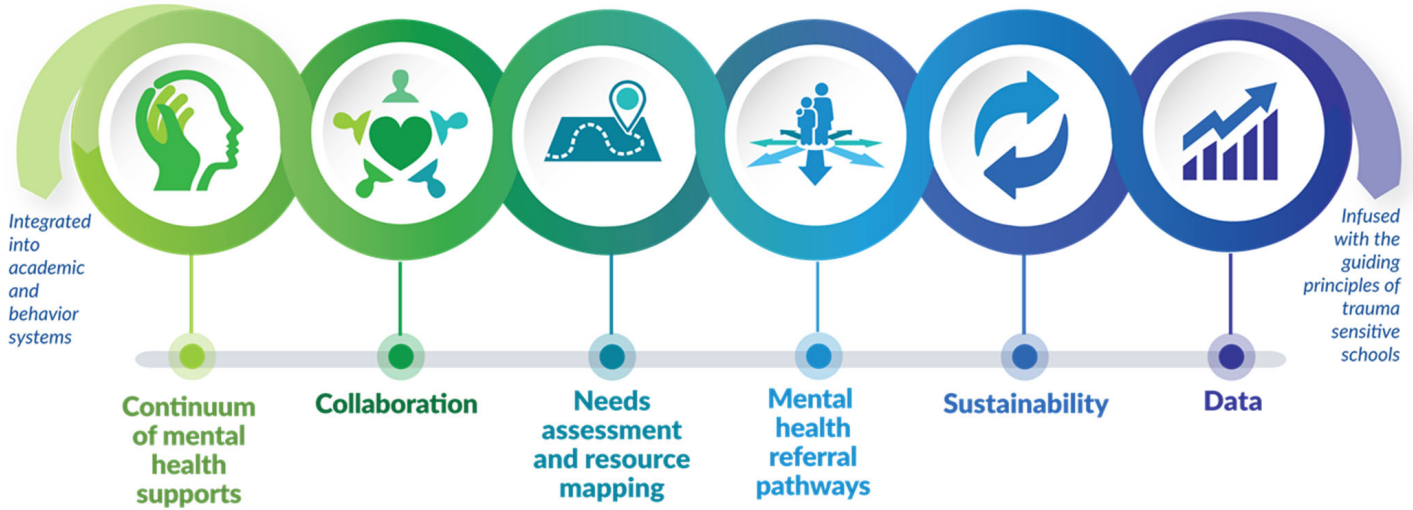 Integrated
into
academic
and
behavior
systems
Infused
with the
guiding
principles of
trauma
sensitive
schools
Continuum
of mental
health
supports
Collaboration
Needs
assessment
and resource
mapping
Mental
health
referral
pathways
Sustainability
Data